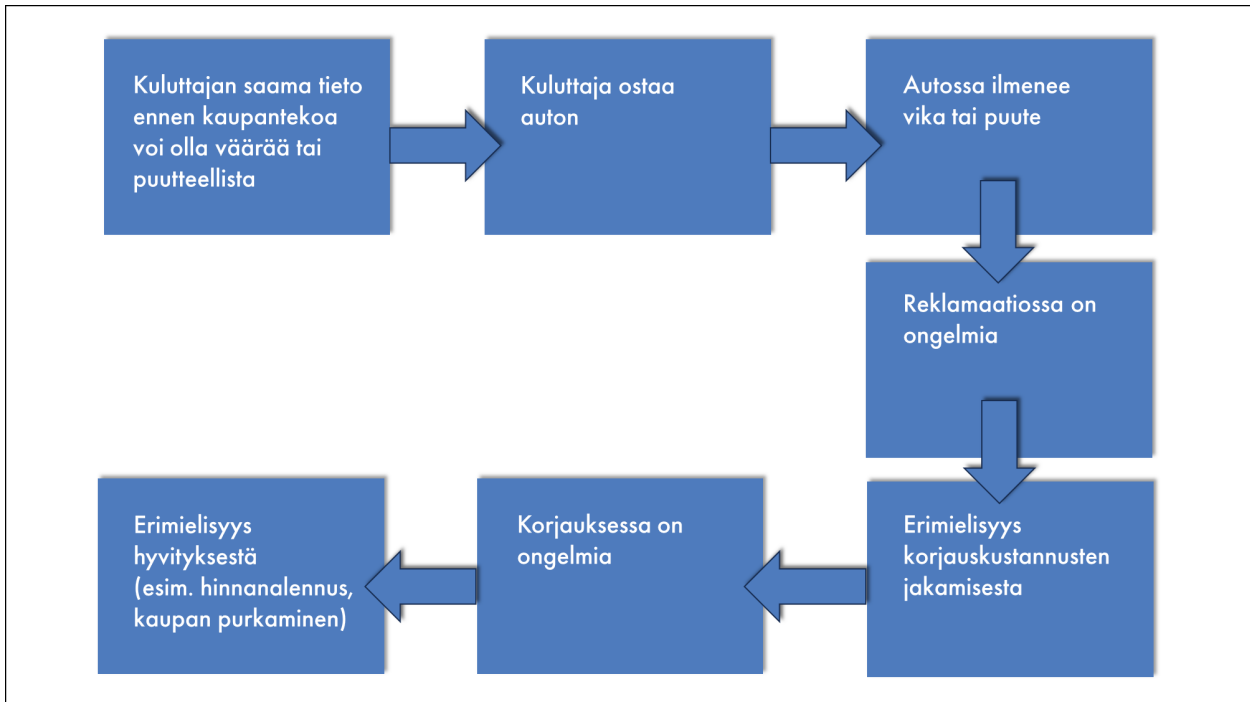 Kuluttajan saama tieto
ennen kaupantekoa
voi olla väärää tai
puutteellista
Kuluttaja ostaa
auton
Autossa ilmenee
vika tai puute
Reklamaatiossa on
ongelmia
Erimielisyys
korjauskustannusten
jakamisesta
Korjauksessa on
ongelmia
Erimielisyys
hyvityksestä
(esim. hinnanalennus,
kaupan purkaminen)